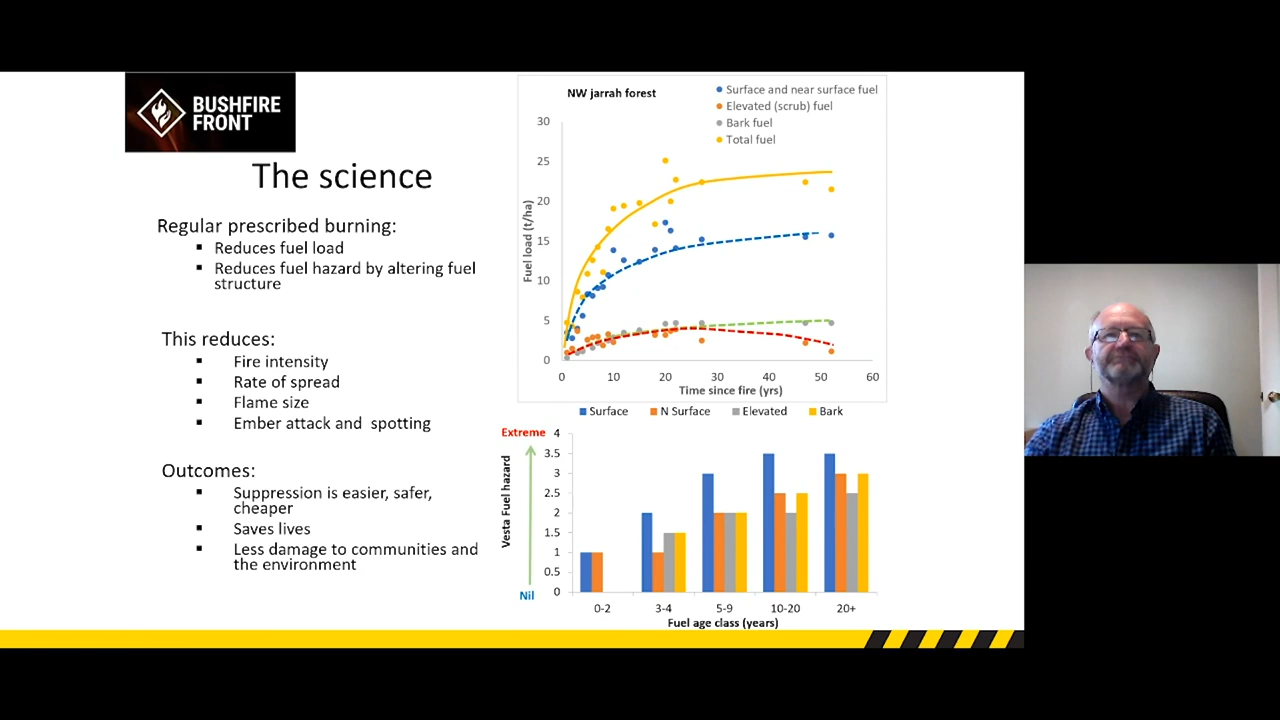 BUSHFIRE
FRONT
The science
Regular prescribed burning:
▪ Reduces fuel load
▪ Reduces fuel hazard by altering fuel
structure
This reduces:
▪ Fire intensity
▪ Rate of spread
▪ Flame size
▪ Ember attack and spotting
Outcomes:
▪ Suppression is easier, safer,
cheaper
▪ Saves lives
▪ Less damage to communities and
the environment
NW jarrah forest
Surface and near surface fuel
Elevated (scrub) fuel
Bark fuel
Total fuel
Fuel load (t/ha)
30
25
20
15
10
5
0
0 10 20 30 40 50 60
Time since fire (yrs)
Surface N Surface Elevated Bark
Extreme
Vesta Fuel hazard
Nil
4
3.5
3
2.5
2
1.5
1
0.5
0
0-2 3-4 5-9 10-20 20+
Fuel age class (years)